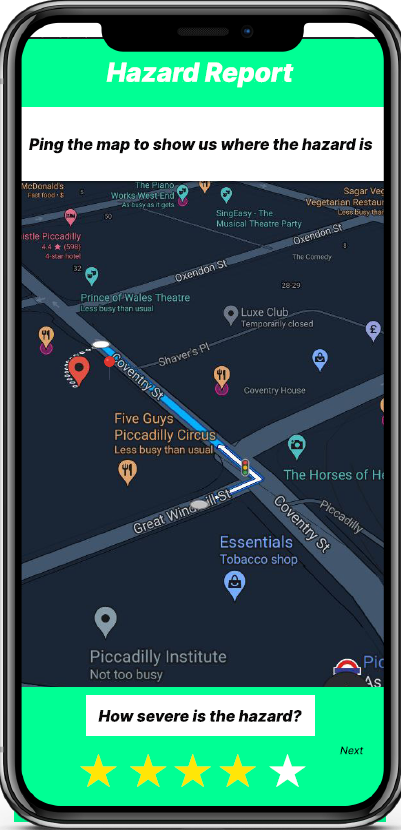 Hazard Report
Ping the map to show us where the hazard is
McDonald's
Fast food • $
The Piano
Works West End
As busy as it gets
SingEasy - The
Musical Theatre Party
Sagar Veg
Vegetarian Restaur
Less busy than
50
istle Piccadilly
4.4 ★ (598)
4-star hotel
Oxendon St
The Comedy
Oxendon St
32
28-29
Prince of Wales Theatre
Less busy than usual
Luxe Club
Temporarily closed
Shaver's Pl
Coventry St
Coventry House
Five Guys
Piccadilly Circus
Less busy than usual
The Horses of He
Great Windmill St
Coventry St
Piccadilly
Essentials
Tobacco shop
Piccadilly Institute
Not too busy
Pic
As
How severe is the hazard?
Next